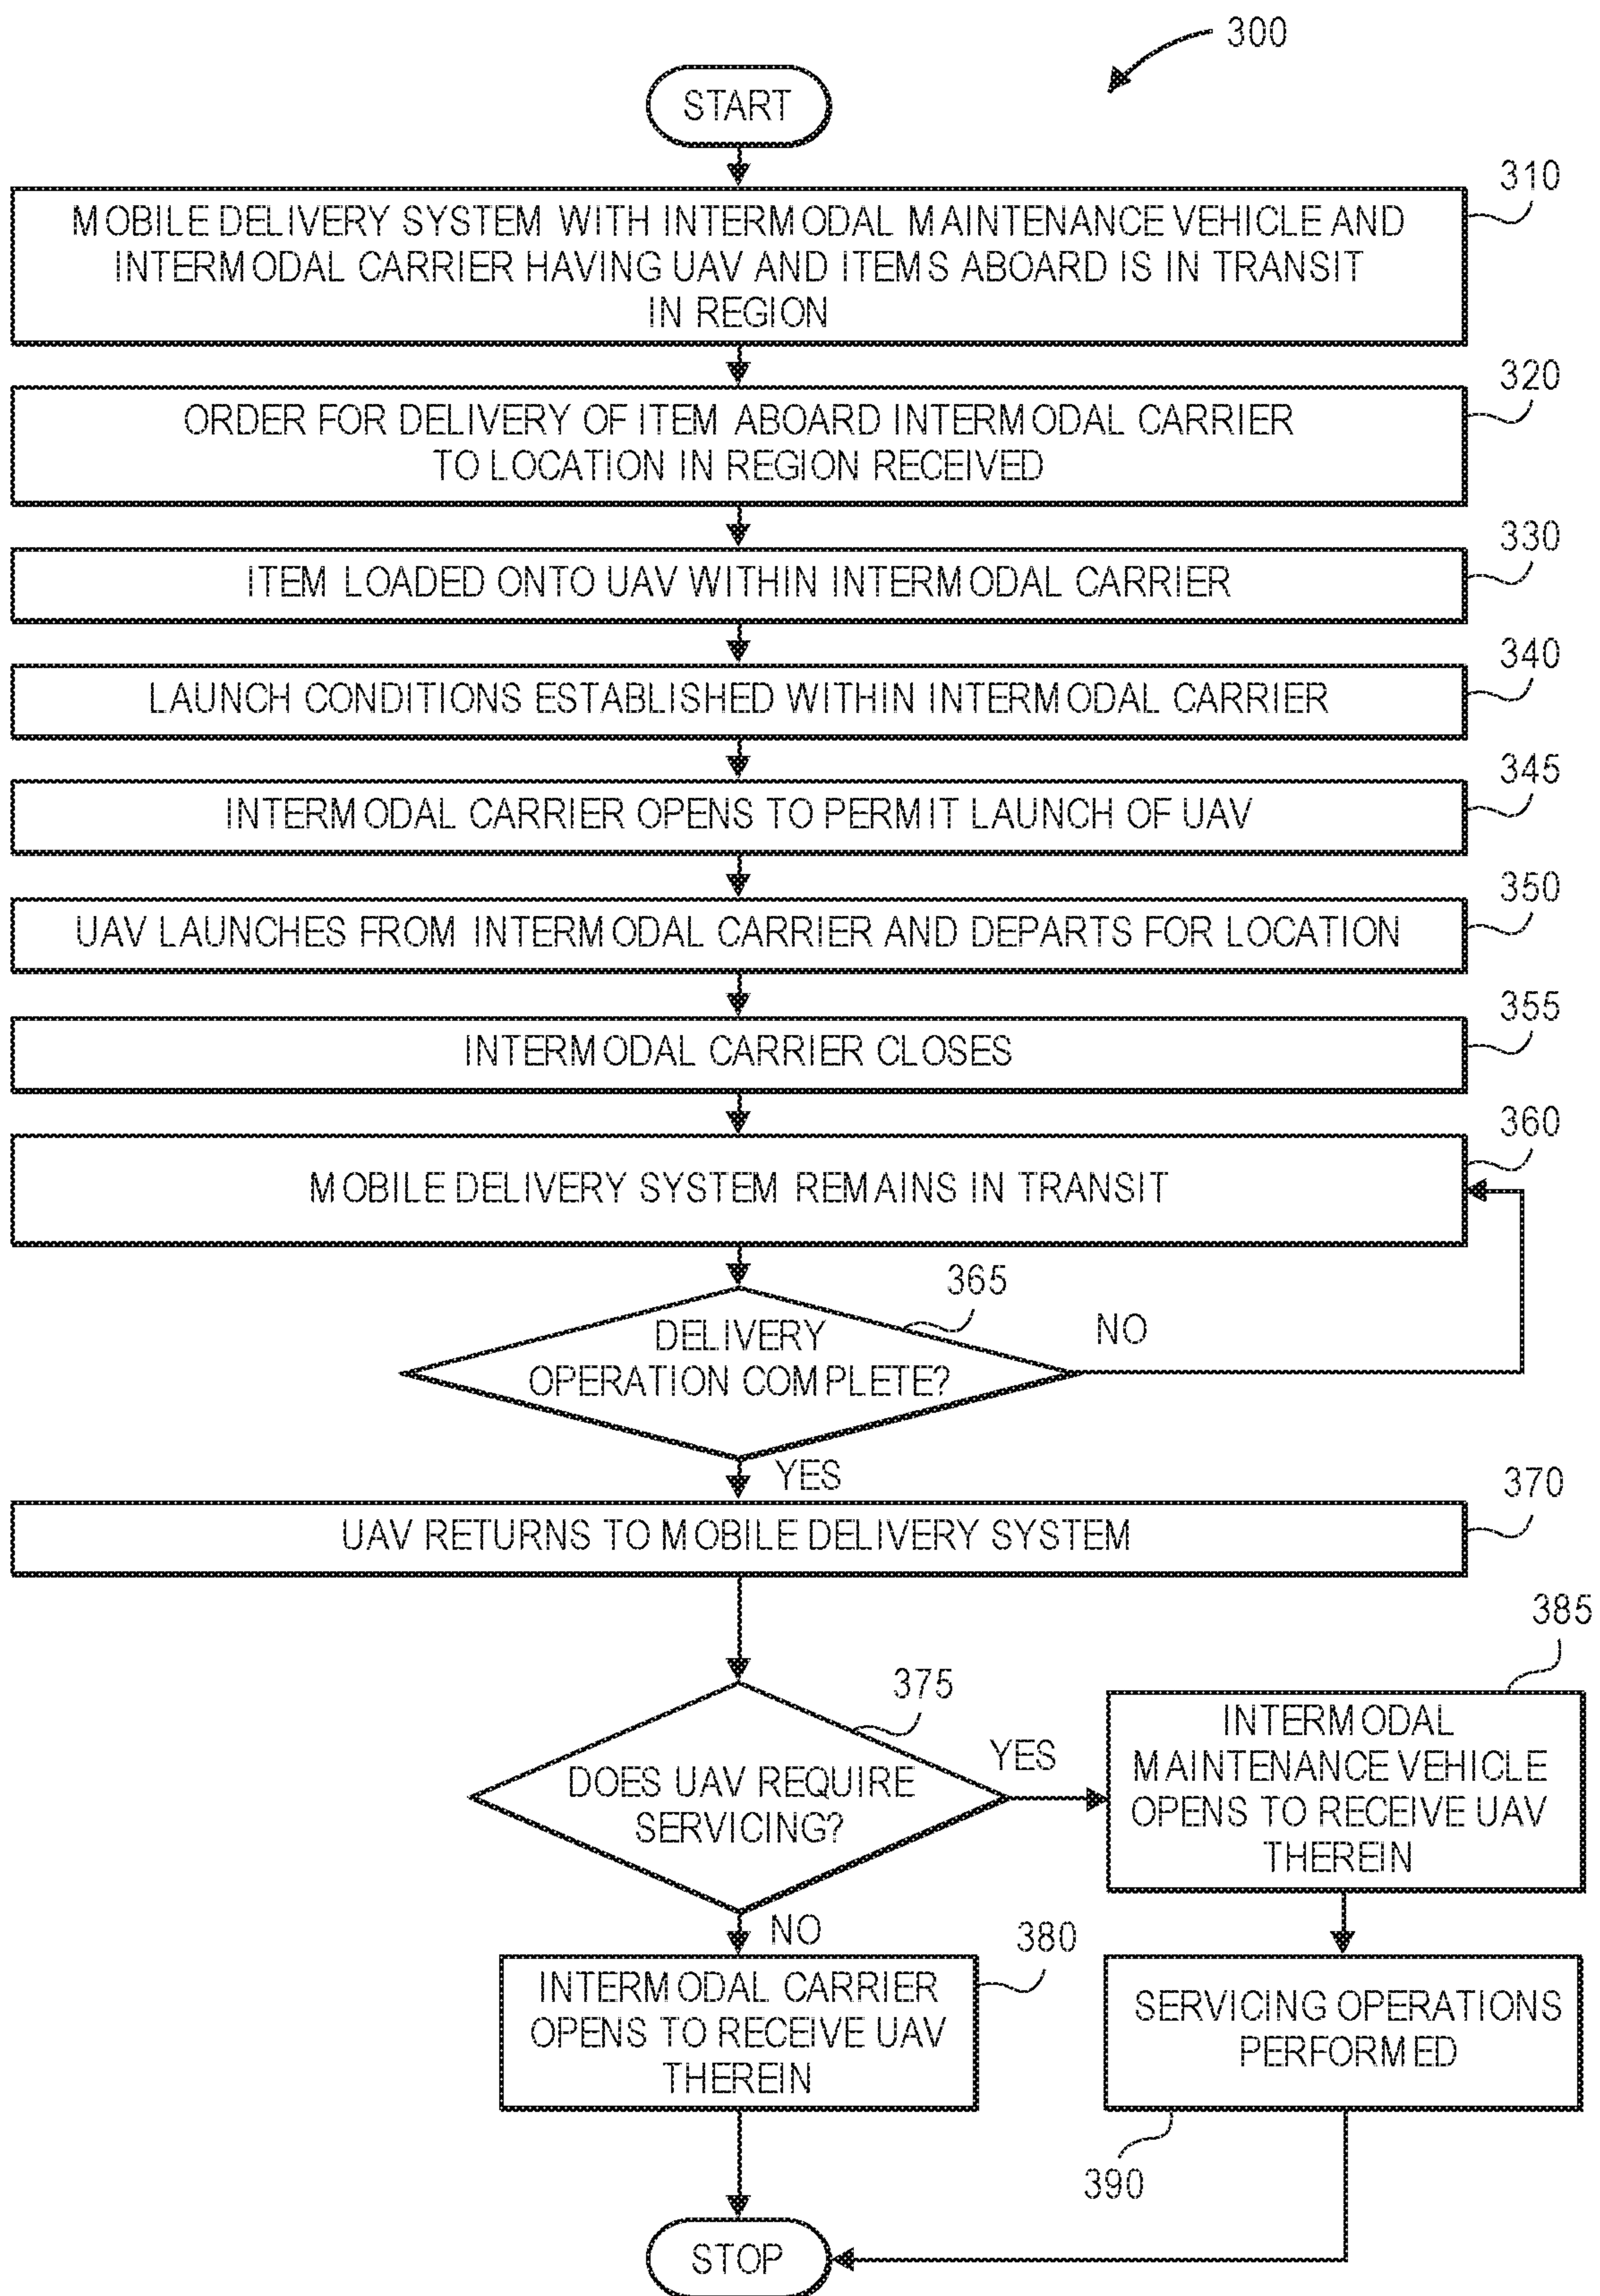 300
START
310
MOBILE DELIVERY SYSTEM WITH INTERMODAL MAINTENANCE VEHICLE AND
INTERMODAL CARRIER HAVING UAV AND ITEMS ABOARD IS IN TRANSIT
IN REGION
320
ORDER FOR DELIVERY OF ITEM ABOARD INTERMODAL CARRIER
TO LOCATION IN REGION RECEIVED
330
ITEM LOADED ONTO UAV WITHIN INTERMODAL CARRIER
340
LAUNCH CONDITIONS ESTABLISHED WITHIN INTERMODAL CARRIER
345
INTERMODAL CARRIER OPENS TO PERMIT LAUNCH OF UAV
350
UAV LAUNCHES FROM INTERMODAL CARRIER AND DEPARTS FOR LOCATION
355
INTERMODAL CARRIER CLOSES
360
MOBILE DELIVERY SYSTEM REMAINS IN TRANSIT
365
DELIVERY
OPERATION COMPLETE?
NO
YES
370
UAV RETURNS TO MOBILE DELIVERY SYSTEM
375
DOES UAV REQUIRE
SERVICING?
YES
385
INTERMODAL
MAINTENANCE VEHICLE
OPENS TO RECEIVE UAV
THEREIN
NO
380
INTERMODAL CARRIER
OPENS TO RECEIVE UAV
THEREIN
SERVICING OPERATIONS
PERFORMED
390
STOP